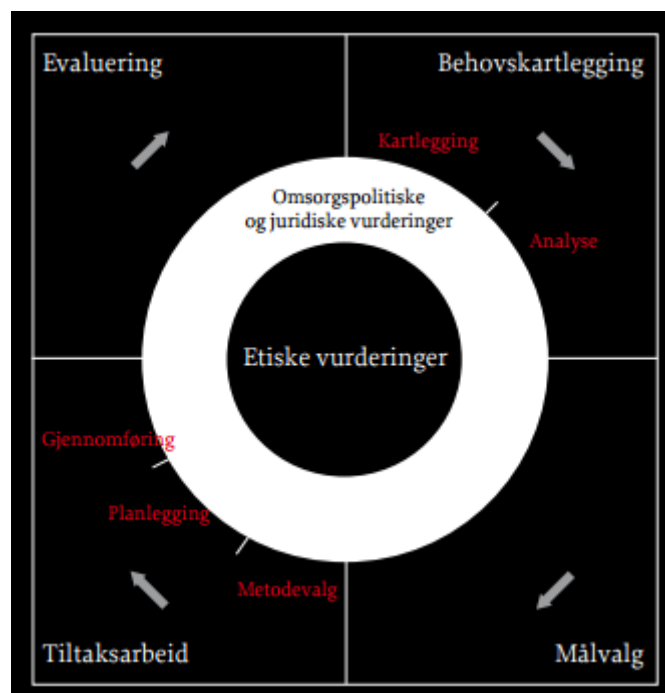 Evaluering
Behovskartlegging
Kartlegging
Omsorgspolitiske
og juridiske vurderinger
Analyse
Etiske vurderinger
Gjennomføring
Planlegging
Metodevalg
Tiltaksarbeid
Målvalg